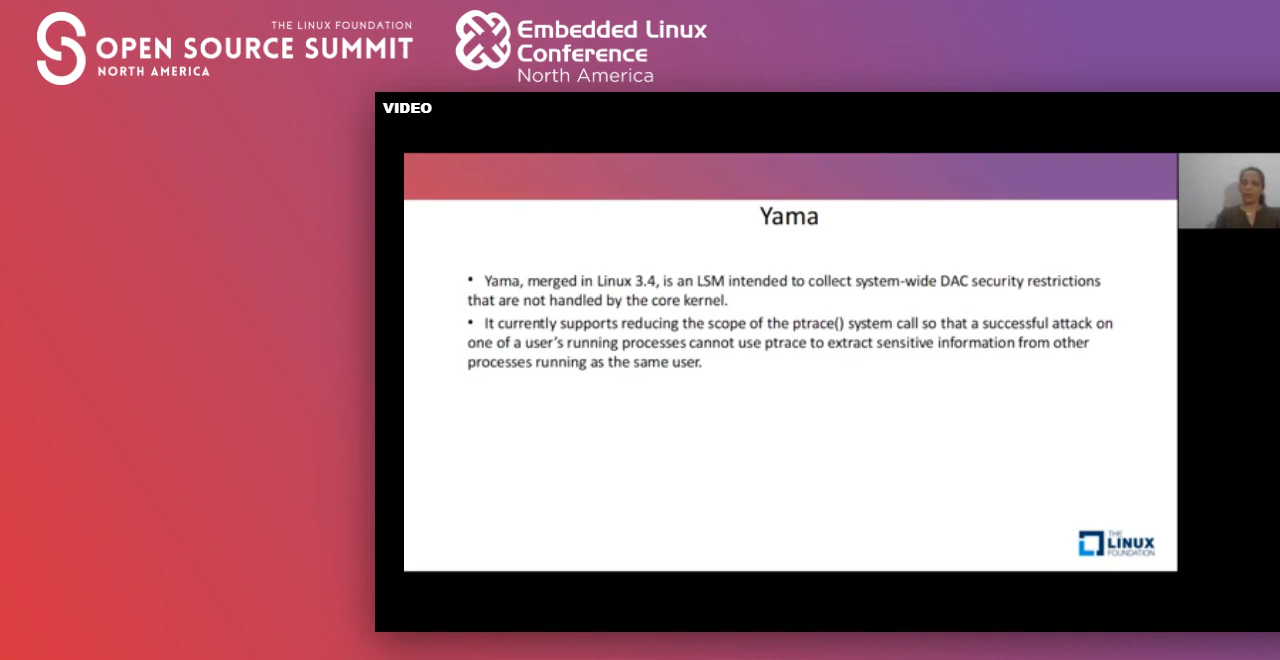 THE LINUX FOUNDATION
OPEN SOURCE SUMMIT
NORTH AMERICA
Embedded Linux
Conference
North America
VIDEO
Yama
• Yama, merged in Linux 3.4, is an LSM intended to collect system-wide DAC security restrictions
that are not handled by the core kernel.
• It currently supports reducing the scope of the ptrace() system call so that a successful attack on
one of a user’s running processes cannot use ptrace to extract sensitive information from other
processes running as the same user.
THE
LINUX
FOUNDATION